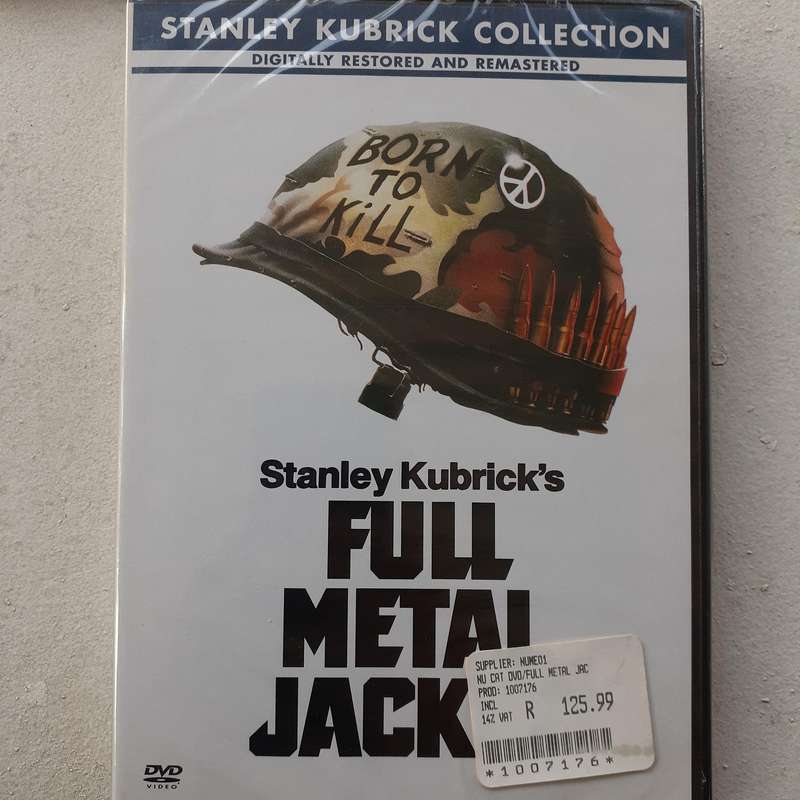 STANLEY KUBRICK COLLECTION
DIGITALLY RESTORED AND REMASTERED
BORN
TO
KiLL
Stanley Kubrick's
FULL
METAL
JACK
SUPPLIER: NUME01
NU CAT DVD/FULL METAL JAC
PROD: 1007176
INCL
14% VAT R 125.99
*1007176*
DVD
VIDEO